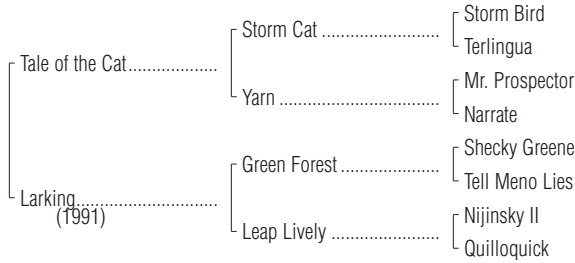 Storm Bird
Storm Cat ..............................
Terlingua
Tale of the Cat...................
Mr. Prospector
Yarn .........................................
Narrate
Shecky Greene
Green Forest .........................
Tell Meno Lies
Larking..............................
(1991)
Nijinsky II
Leap Lively ............................
Quilloquick